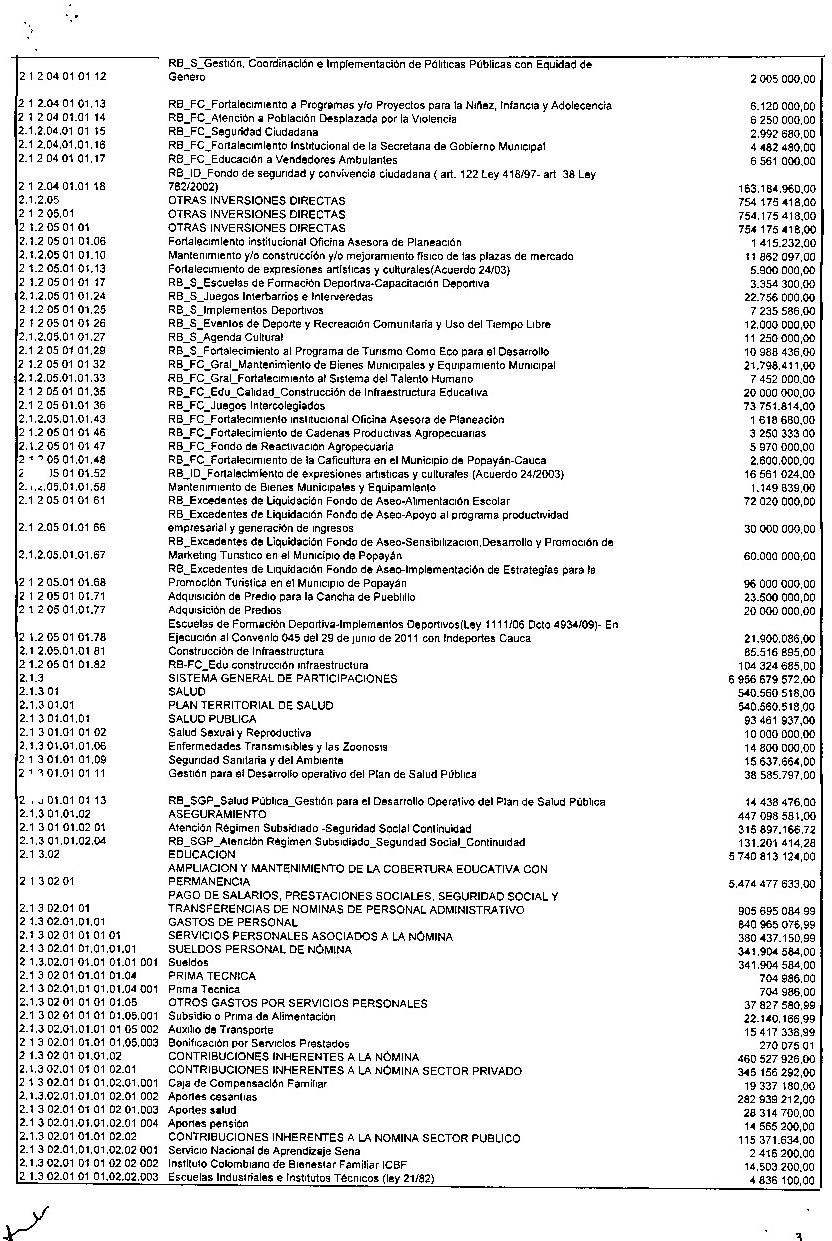 RB_S_Gestión, Coordinación e Implementación de Póliticas Públicas con Equidad de
2 1 2 04 01 01 12 Genero 2 005 000,00
2 1 2.04 01 01.13 RB_FC_Fortalecimiento a Programas y/o Proyectos para la Niñez, Infancia y Adolecencia 6.120 000,00
2 1 2 04 01.01 14 RB_FC_Atención a Población Desplazada por la Violencia 6 250 000,00
2.1.2.04.01 01 15 RB_FC_Seguridad Ciudadana 2.992 680,00
2.1.2.04.01.01.16 RB_FC_Fortalecimiento Institucional de la Secretaria de Gobierno Municipal 4 482 480,00
2 1.2 04 01 01.17 RB_FC_Educación a Vendedores Ambulantes 6 561 000,00
RB_ID_Fondo de seguridad y convivencia ciudadana ( art. 122 Ley 418/97- art 38 Ley
2 1 2.04 01.01 18 782/2002) 163.184.960,00
2.1.2.05 OTRAS INVERSIONES DIRECTAS 754 175 418,00
2 1 2 05.01 OTRAS INVERSIONES DIRECTAS 754.175 418,00
2 1.2 05 01 01 OTRAS INVERSIONES DIRECTAS 754 175 418,00
2 1.2 05 01 01.06 Fortalecimiento institucional Oficina Asesora de Planeación 1 415.232,00
2.1.2.05 01 01.10 Mantenimiento y/o construcción y/o mejoramiento físico de las plazas de mercado 11 862 097,00
2.1.2.05.01 01.13 Fortalecimiento de expresiones artísticas y culturales(Acuerdo 24/03) 5.900 000,00
2 1 2 05.01 01 17 RB_S_Escuelas de Formación Deportiva-Capacitación Deportiva 3.354 300,00
2 1.2.05 01 01.24 RB_S_Juegos Interbarrios e Interveredas 22.756 000,00
2 1 2.05 01 01.25 RB_S_Implementos Deportivos 7 235 586,00
2 1 2 05 01 01 26 RB_S_Eventos de Deporte y Recreación Comunitaria y Uso del Tiempo Libre 12.000 000,00
2.1.2.05.01 01.27 RB_S_Agenda Cultural 11 250 000,00
2 1 2 05 01 01.29 RB_S_Fortalecimiento al Programa de Turismo Como Eco para el Desarrollo 10 988 436,00
2 1 2 05 01 01 32 RB_FC_Gral_Mantenimiento de Bienes Municipales y Equipamiento Municipal 21.798.411,00
2.1.2.05.01.01.33 RB_FC_Gral_Fortalecimiento al Sistema del Talento Humano 7 452 000,00
2.1 2 05 01 01.35 RB_FC_Edu_Calidad_Construcción de Infraestructura Educativa 20 000 000,00
2 1 2 05 01.01 36 RB_FC_Juegos Intercolegiados 73 751.814,00
2.1.2.05.01.01.43 RB_FC_Fortalecimiento institucional Oficina Asesora de Planeación 1 618 680,00
2 1.2 05 01 01 46 RB_FC_Fortalecimiento de Cadenas Productivas Agropecuarias 3 250 333 00
2.1.2 05 01 01 47 RB_FC_Fondo de Reactivación Agropecuaria 5 970 000,00
2 1 2 05 01.01.48 RB_FC_Fortalecimiento de la Caficultura en el Municipio de Popayán-Cauca 2.600.000,00
2 05 01 01.52 RB_ID_Fortalecimiento de expresiones artisticas y culturales (Acuerdo 24/2003) 16 561 024,00
2.1.2.05.01.01.58 Mantenimiento de Bienes Municipales y Equipamiento 1.149 839,00
2.1 2 05 01 01 61 RB_Excedentes de Liquidación Fondo de Aseo-Alimentación Escolar 72 020 000,00
RB_Excedentes de Liquidación Fondo de Aseo-Apoyo al programa productividad
2.1 2.05 01 01 66 empresarial y generación de ingresos 30 000 000,00
RB_Excedentes de Liquidación Fondo de Aseo-Sensibilizacion,Desarrollo y Promoción de
2.1.2.05.01.01.67 Marketing Turistico en el Municipio de Popayán 60.000 000,00
RB_Excedentes de Liquidación Fondo de Aseo-Implementación de Estrategias para la
2 1 2 05.01 01.68 Promoción Turistica en el Municipio de Popayán 96 000 000,00
2 1 2 05 01 01.71 Adquisición de Predio para la Cancha de Pueblillo 23.500 000,00
2 1 2 05 01 01.77 Adquisición de Predios 20 000 000,00
Escuelas de Formación Deportiva-Implementos Deportivos(Ley 1111/06 Dcto 4934/09)- En
2 1.2 05 01 01.78 Ejecución al Convenio 045 del 29 de junio de 2011 con Indeportes Cauca 21.900.086,00
2.1 2.05.01.01 81 Construcción de Infraestructura 85.516 895,00
2.1.2 05 01 01.82 RB-FC_Edu construcción infraestructura 104 324 685,00
2.1.3 SISTEMA GENERAL DE PARTICIPACIONES 6 956 679 572,00
2.1.3 01 SALUD 540.560 518,00
2.1.3 01.01 PLAN TERRITORIAL DE SALUD 540.560.518,00
2.1 3 01.01.01 SALUD PUBLICA 93 461 937,00
2 1.3 01.01 01 02 Salud Sexual y Reproductiva 10 000 000,00
2.1.3 01.01.01.06 Enfermedades Transmisibles y las Zoonosis 14 800 000,00
2 1 3 01.01 01.09 Seguridad Sanitaria y del Ambiente 15 637.664,00
2 1 3 01.01 01 11 Gestión para el Desarrollo operativo del Plan de Salud Pública 38 585.797,00
2 . 3 01.01 01 13 RB_SGP_Salud Pública_Gestión para el Desarrollo Operativo del Plan de Salud Pública 14 438 476,00
2.1.3 01.01.02 ASEGURAMIENTO 447 098 581,00
2.1 3 01 01.02 01 Atención Régimen Subsidiado -Seguridad Social Continuidad 315 897.166,72
2.1.3 01.01.02.04 RB_SGP_Atención Régimen Subsidiado_Seguridad Social_Continuidad 131.201 414,28
2.1 3.02 EDUCACION 5 740 813 124,00
AMPLIACION Y MANTENIMIENTO DE LA COBERTURA EDUCATIVA CON
2 1 3 02 01 PERMANENCIA 5.474 477 633,00
PAGO DE SALARIOS, PRESTACIONES SOCIALES, SEGURIDAD SOCIAL Y
2.1 3 02.01 01 TRANSFERENCIAS DE NOMINAS DE PERSONAL ADMINISTRATIVO 905 695 084 99
2.1 3 02.01.01.01 GASTOS DE PERSONAL 840 965 076,99
2 1 3 02 01 01 01 01 SERVICIOS PERSONALES ASOCIADOS A LA NÓMINA 380 437.150,99
2.1 3 02.01 01.01.01.01 SUELDOS PERSONAL DE NÓMINA 341.904 584,00
2 1.3.02 01 01.01 01.01 001 Sueldos 341.904 584,00
2 1 3 02.01 01.01 01.04 PRIMA TECNICA 704 986,00
2.1 3 02.01.01 01.01.04 001 Prima Tecnica 704 986,00
2.1.3 02 01 01 01 01.05 OTROS GASTOS POR SERVICIOS PERSONALES 37 827 580,99
2.1 3 02 01 01 01 01.05.001 Subsidio o Prima de Alimentación 22.140.166,99
2.1.3 02.01.01.01 01 05 002 Auxilio de Transporte 15 417 338,99
2 1 3 02.01 01.01 01.05.003 Bonificación por Servicios Prestados 270 075 01
2 1.3 02 01 01.01.02 CONTRIBUCIONES INHERENTES A LA NÓMINA 460 527 926,00
2.1.3.02 01.01 01 02.01 CONTRIBUCIONES INHERENTES A LA NÓMINA SECTOR PRIVADO 345 156 292,00
2 1 3 02.01 01 01.02.01.001 Caja de Compensación Familiar 19 337 180,00
2.1.3.02.01.01 01 02.01 002 Aportes cesantias 282 939 212,00
2 1 3 02.01 01 01 02 01.003 Aportes salud 28 314 700,00
2 1.3 02.01 01.01.02.01 004 Aportes pensión 14 565 200,00
2.1.3 02.01 01.01 02.02 CONTRIBUCIONES INHERENTES A LA NOMINA SECTOR PUBLICO 115 371.634,00
2.1 3 02.01.01.01.02.02 001 Servicio Nacional de Aprendizaje Sena 2 416 200,00
2.1.3 02 01 01 01 02 02 002 Instituto Colombiano de Bienestar Familiar ICBF 14.503 200,00
2 1.3 02.01 01 01.02.02.003 Escuelas Industriales e Institutos Técnicos (ley 21/82) 4 836 100,00
3